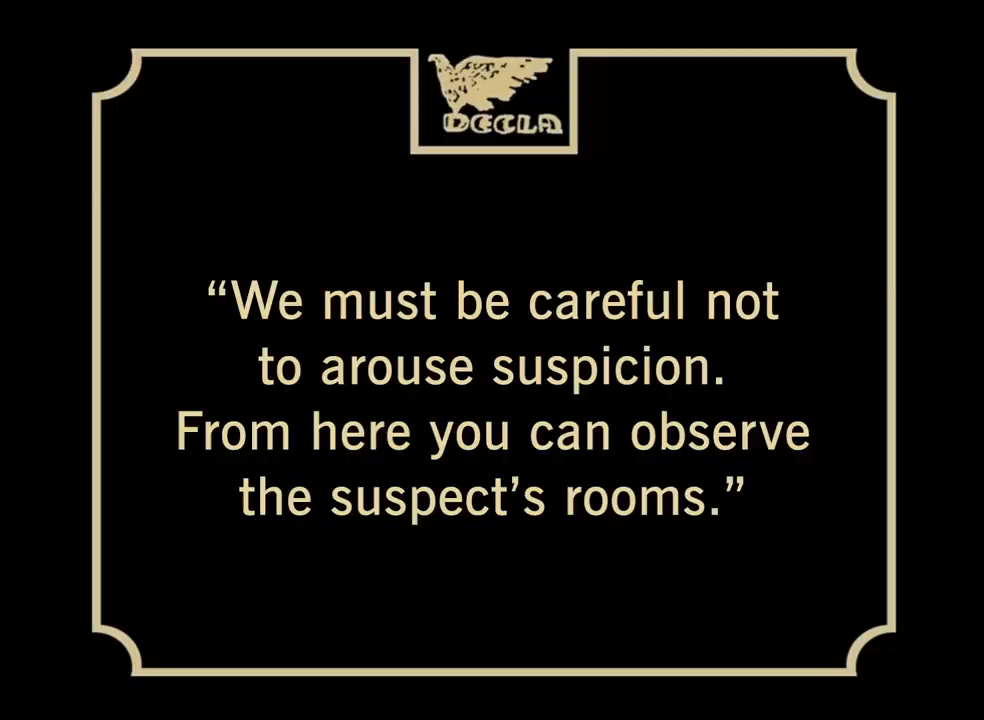 DECLA
“We must be careful not
to arouse suspicion.
From here you can observe
the suspect’s rooms.”